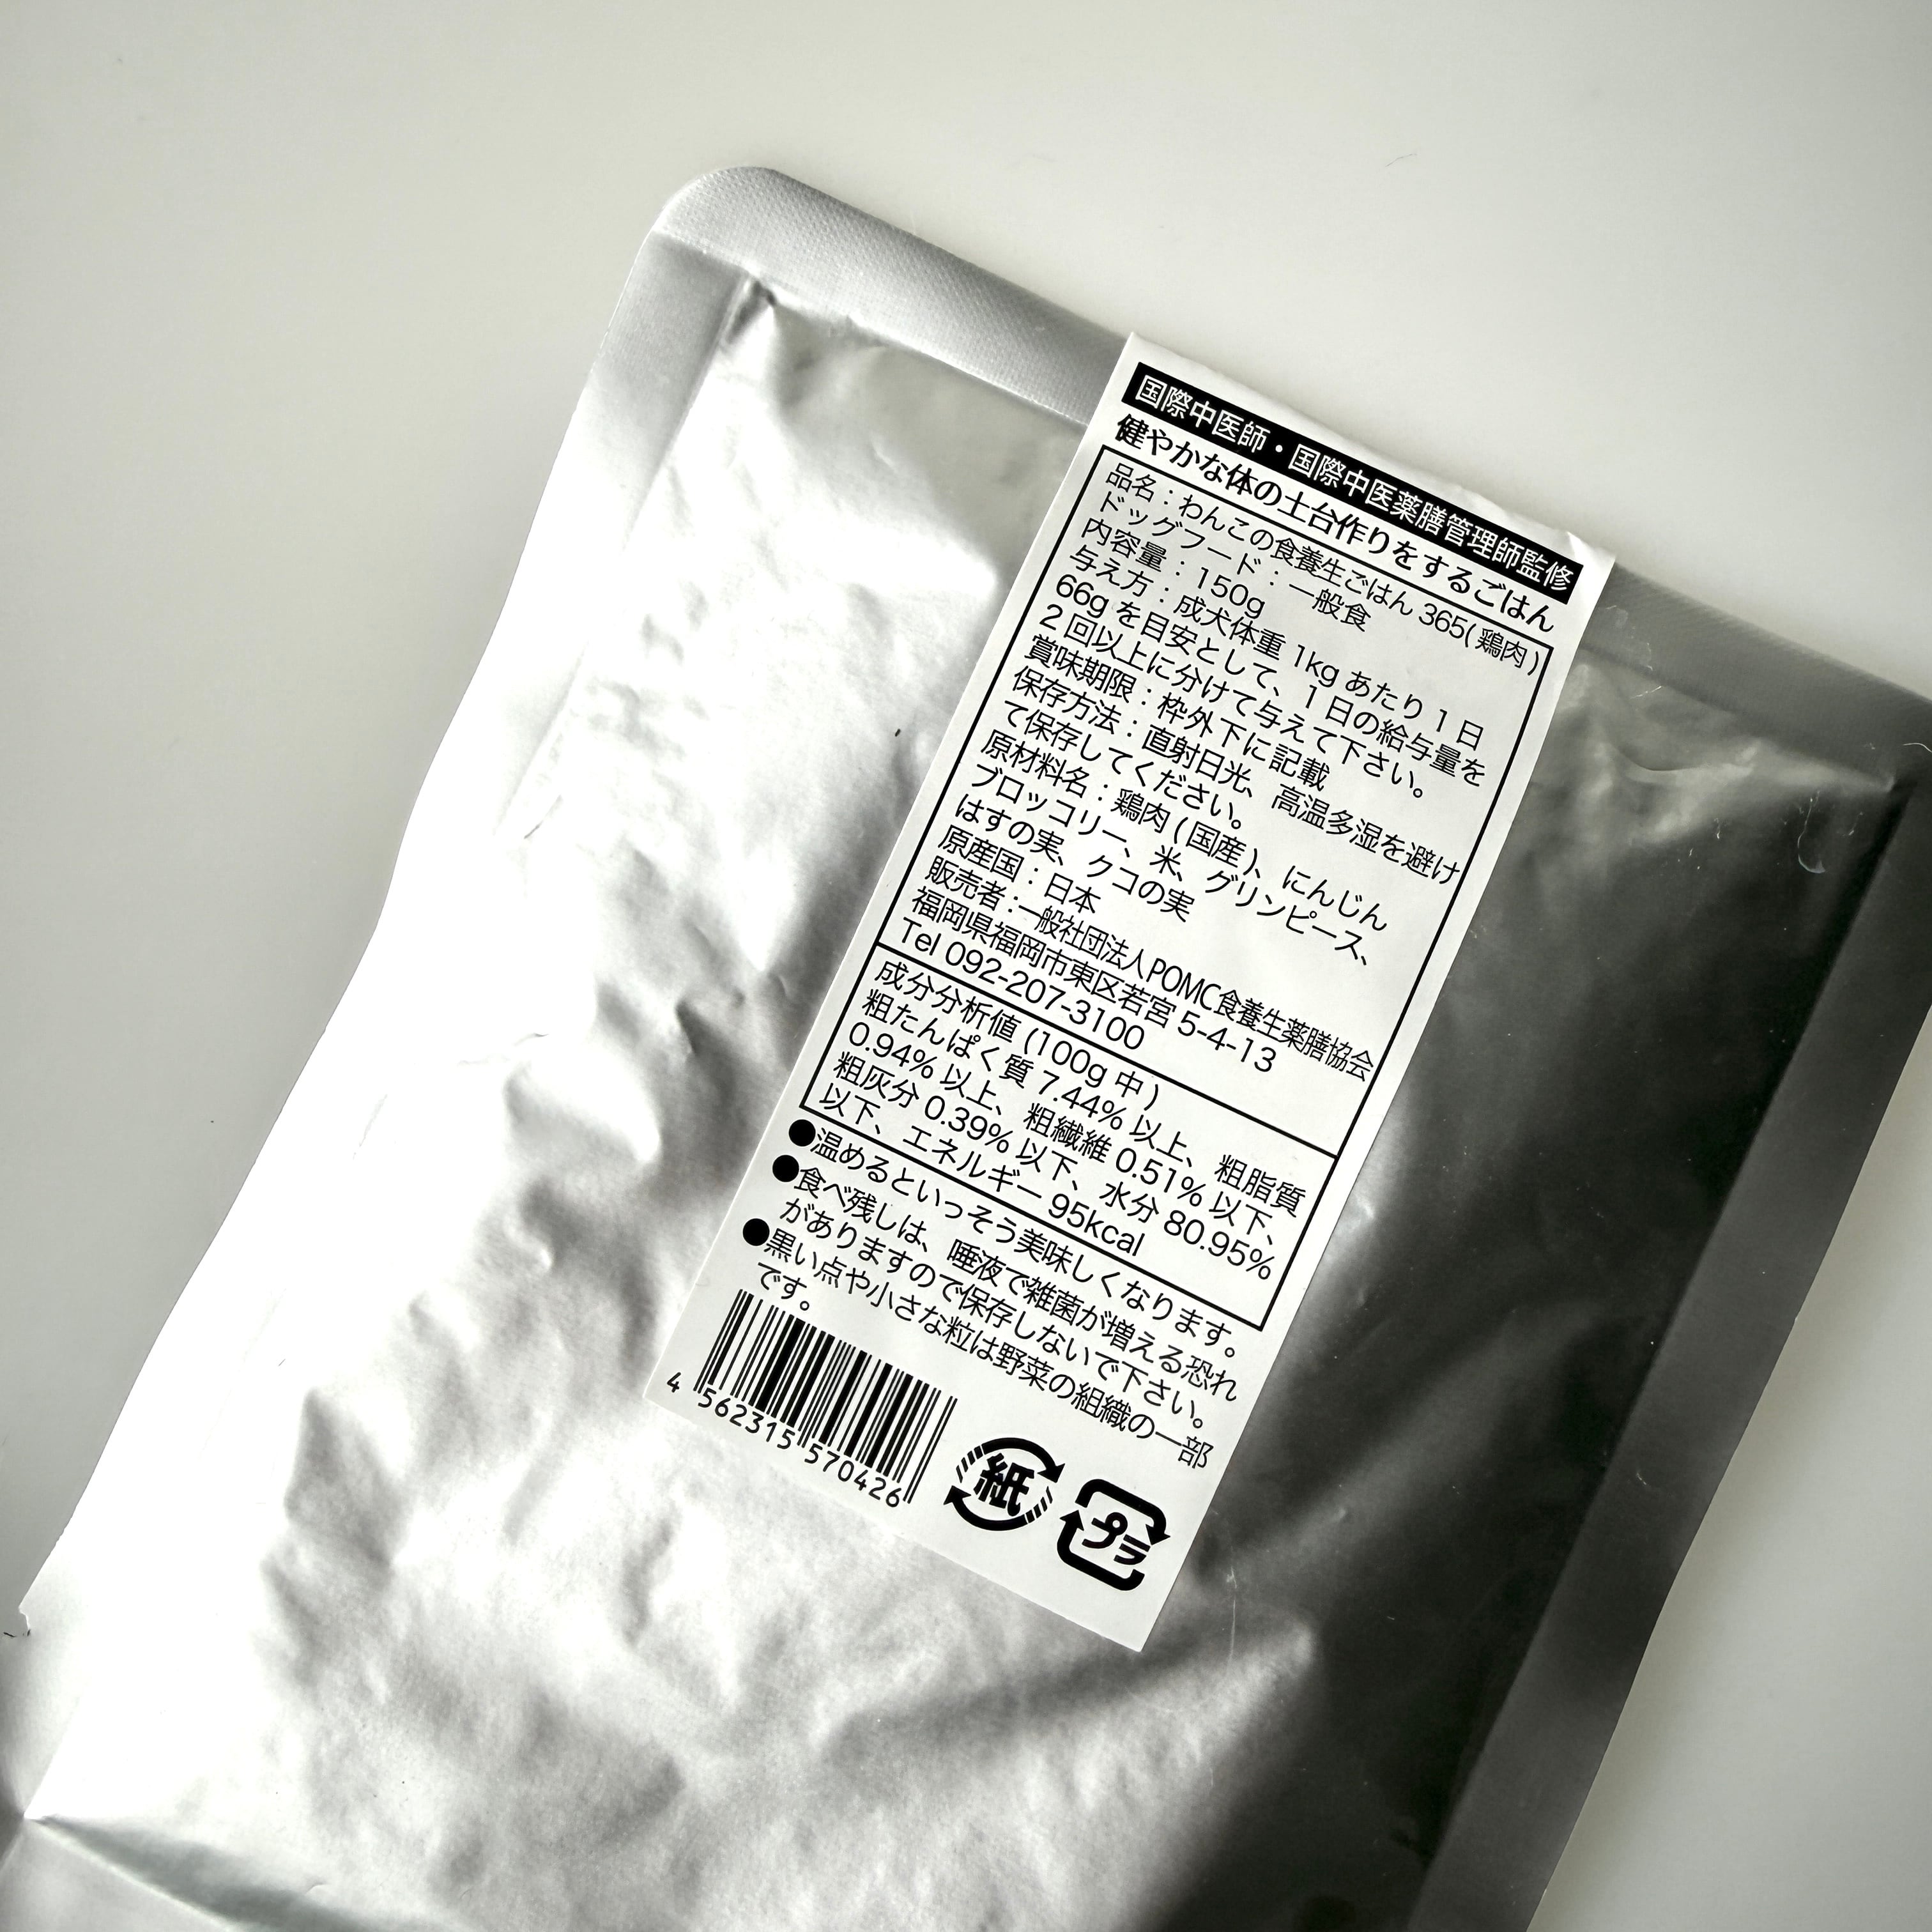 国際中医師・国際中医薬膳管理師監修
健やかな体の土台作りをするごはん
品名：わんこの食養生ごはん 365(鶏肉)
ドッグフード：一般食
内容量：150g
与え方：成犬体重 1kg あたり 1 日
66g を目安として、1 日の給与量を
2 回以上に分けて与えて下さい。
賞味期限：枠外下に記載
保存方法：直射日光、高温多湿を避け
て保存してください。
原材料名：鶏肉(国産)、にんじん
ブロッコリー、米、グリンピース、
はすの実、クコの実
原産国：日本
販売者：一般社団法人POMC食養生薬膳協会
福岡県福岡市東区若宮 5-4-13
Tel 092-207-3100
成分分析値(100g 中)
粗たんぱく質 7.44% 以上、粗脂質
0.94% 以上、粗繊維 0.51% 以下、
粗灰分 0.39% 以下、水分 80.95%
以下、エネルギー 95kcal
●温めるといっそう美味しくなります。
●食べ残しは、唾液で雑菌が増える恐れ
がありますので保存しないで下さい。
●黒い点や小さな粒は野菜の組織の一部
です。
4 562315 570426
紙
プラ